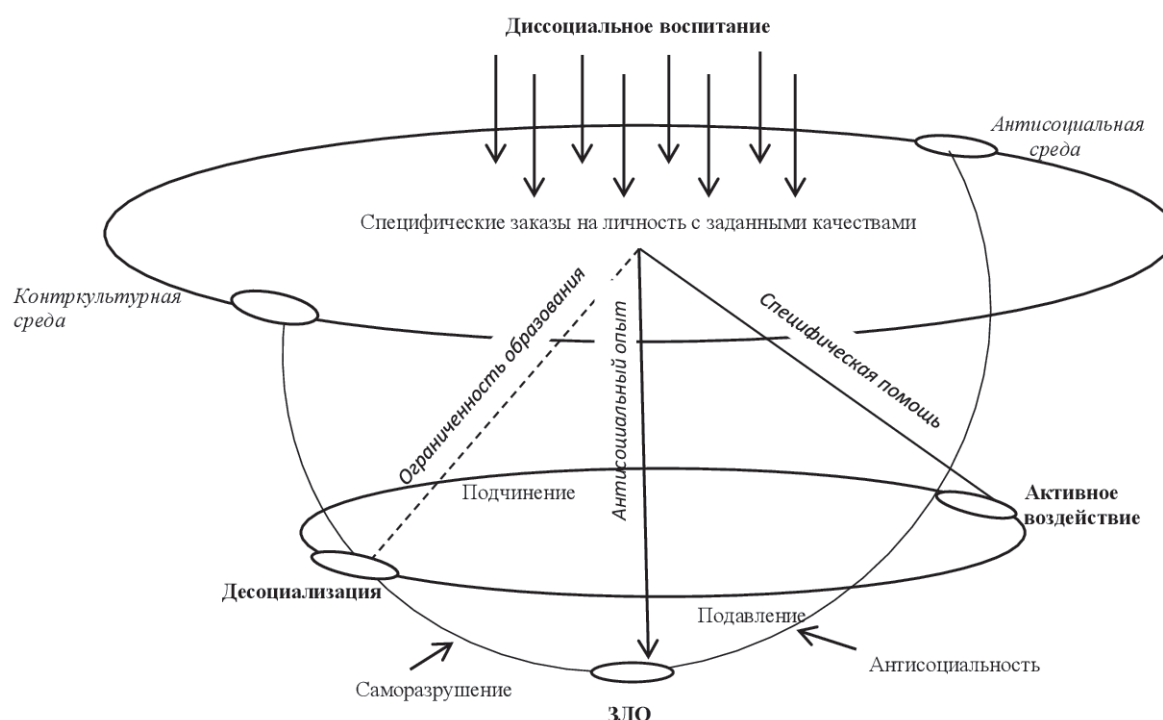 Диссоциальное воспитание
Антисоциальная
среда
Специфические заказы на личность с заданными качествами
Контркультурная
среда
Ограниченность образования
Антисоциальный опыт
Специфическая помощь
Подчинение
Активное
воздействие
Десоциализация
Подавление
Антисоциальность
Саморазрушение
ЗЛО